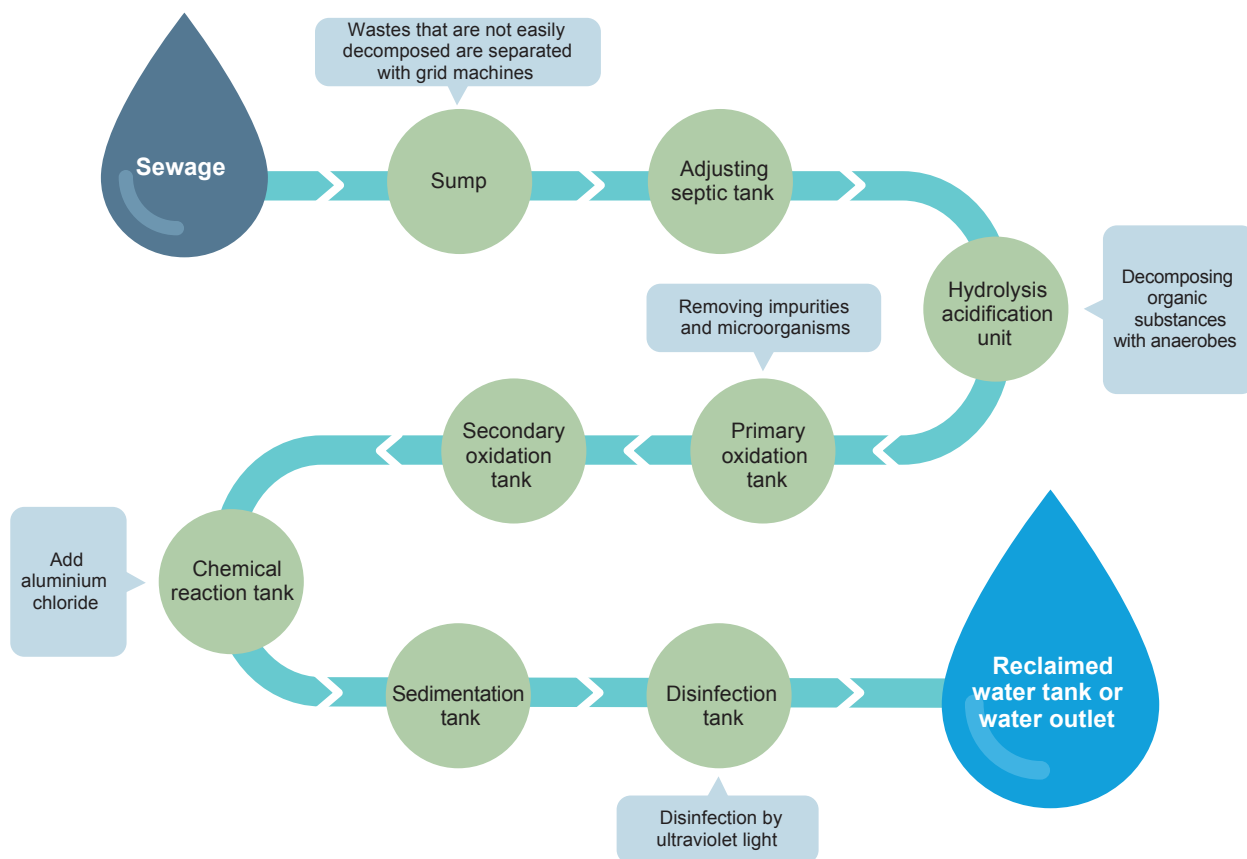 Wastes that are not easily
decomposed are separated
with grid machines
Sewage
Sump
Adjusting
septic tank
Hydrolysis
acidification
unit
Decomposing
organic
substances
with anaerobes
Removing impurities
and microorganisms
Primary
oxidation
tank
Secondary
oxidation
tank
Chemical
reaction tank
Add
aluminium
chloride
Sedimentation
tank
Disinfection
tank
Disinfection by
ultraviolet light
Reclaimed
water tank or
water outlet